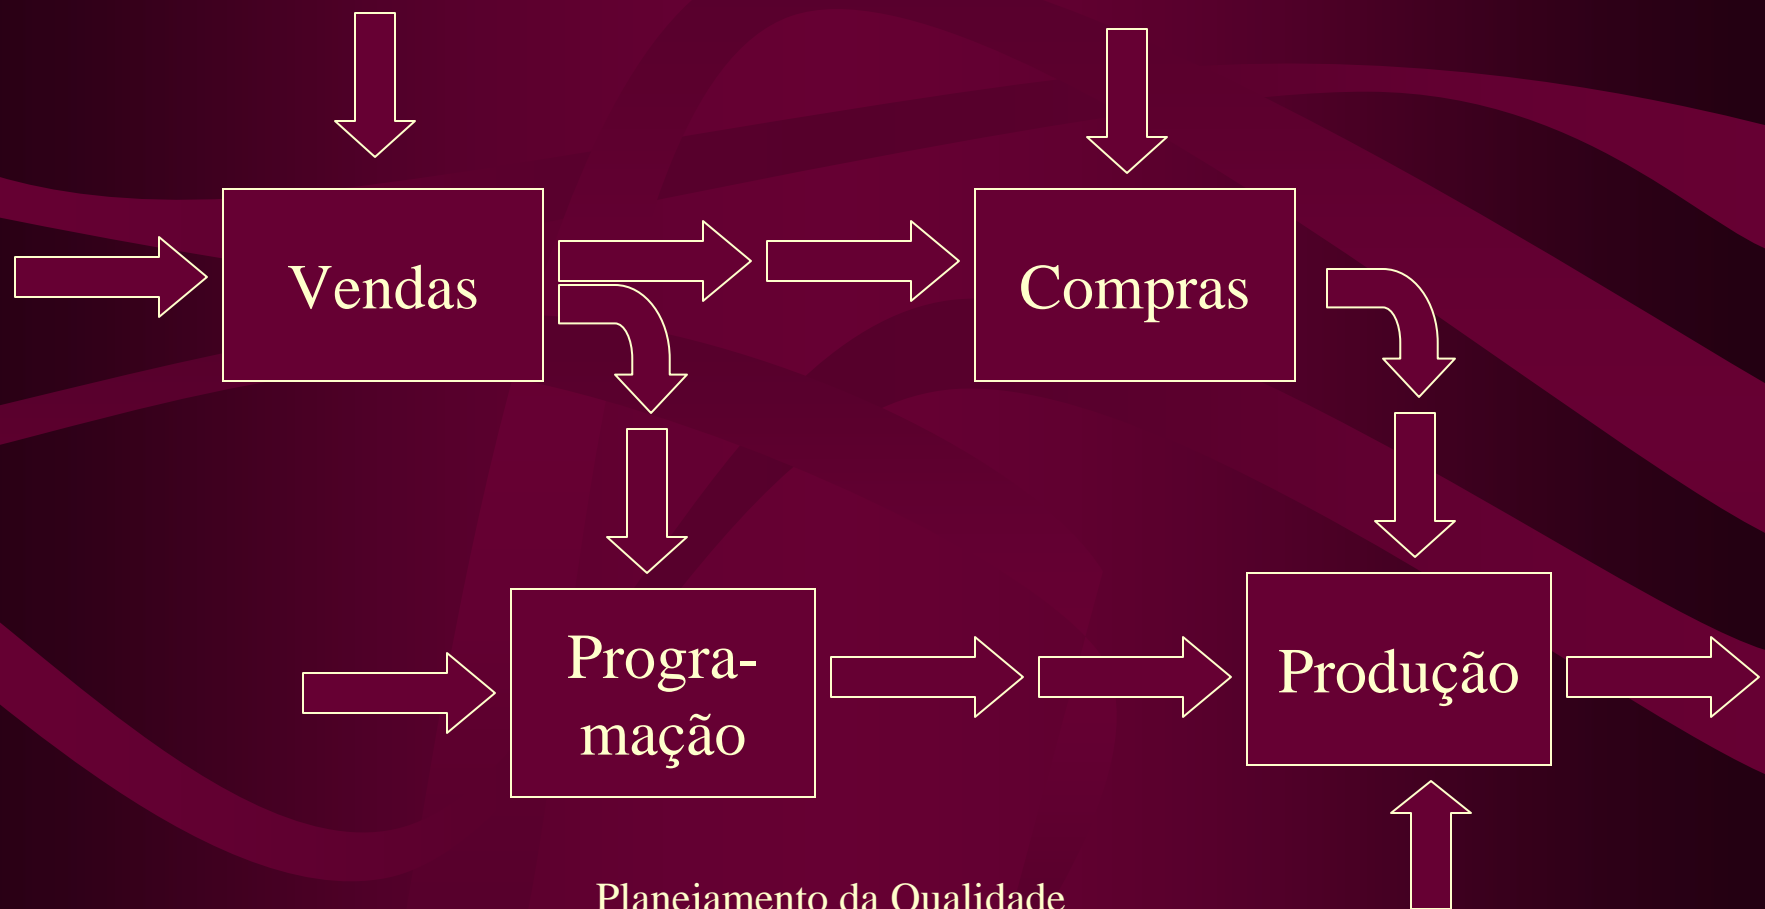 Vendas
Compras
Progra-
mação
Produção
Planejamento da Qualidade